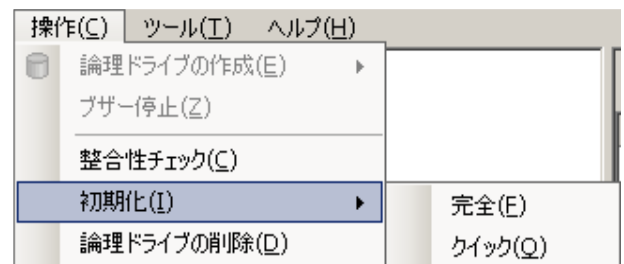 操作(C) ツール(T) ヘルプ(H)
論理ドライブの作成(E)
ブザー停止(Z)
整合性チェック(C)
初期化(I)
完全(F)
論理ドライブの削除(D)
クイック(Q)